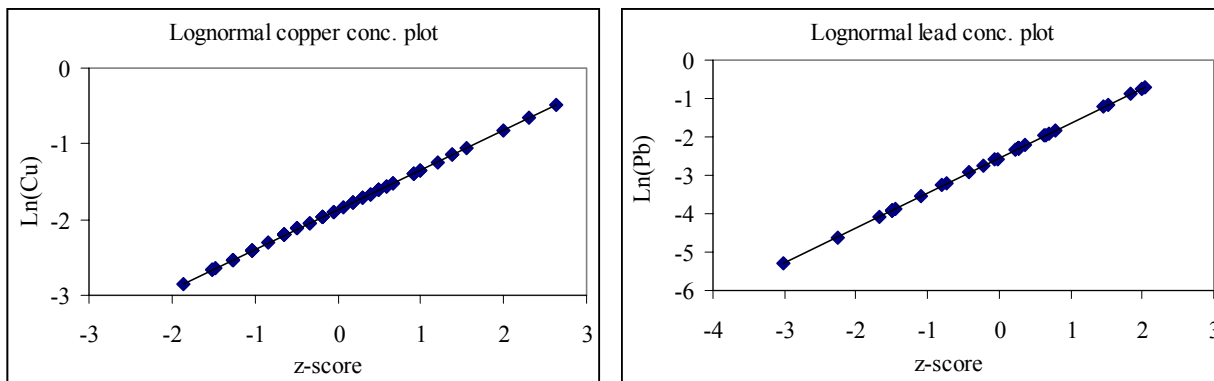 Lognormal copper conc. plot
0
-1
-2
-3
Ln(Cu)
-3 -2 -1 0 1 2 3
z-score
Lognormal lead conc. plot
0
-1
-2
-3
-4
-5
-6
Ln(Pb)
-4 -3 -2 -1 0 1 2 3
z-score